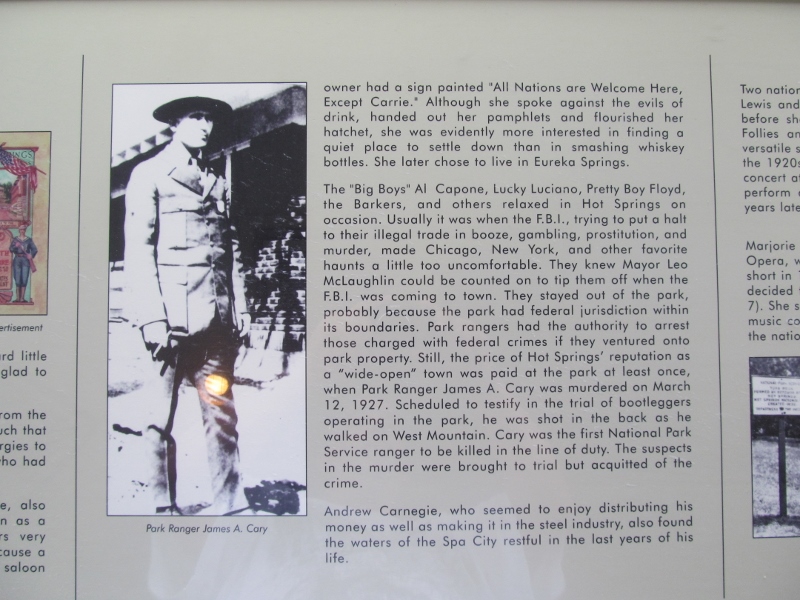 ertisement
rd little
glad to
rom the
uch that
rgies to
who had
e, also
n as a
rs very
cause a
saloon
Park Ranger James A. Cary
owner had a sign painted "All Nations are Welcome Here,
Except Carrie." Although she spoke against the evils of
drink, handed out her pamphlets and flourished her
hatchet, she was evidently more interested in finding a
quiet place to settle down than in smashing whiskey
bottles. She later chose to live in Eureka Springs.
The "Big Boys" Al Capone, Lucky Luciano, Pretty Boy Floyd,
the Barkers, and others relaxed in Hot Springs on
occasion. Usually it was when the F.B.I., trying to put a halt
to their illegal trade in booze, gambling, prostitution, and
murder, made Chicago, New York, and other favorite
haunts a little too uncomfortable. They knew Mayor Leo
McLaughlin could be counted on to tip them off when the
F.B.I. was coming to town. They stayed out of the park,
probably because the park had federal jurisdiction within
its boundaries. Park rangers had the authority to arrest
those charged with federal crimes if they ventured onto
park property. Still, the price of Hot Springs' reputation as
a "wide-open" town was paid at the park at least once,
when Park Ranger James A. Cary was murdered on March
12, 1927. Scheduled to testify in the trial of bootleggers
operating in the park, he was shot in the back as he
walked on West Mountain. Cary was the first National Park
Service ranger to be killed in the line of duty. The suspects
in the murder were brought to trial but acquitted of the
crime.
Andrew Carnegie, who seemed to enjoy distributing his
money as well as making it in the steel industry, also found
the waters of the Spa City restful in the last years of his
life.
Two nation
Lewis and
before sh
Follies an
versatile s
the 1920s
concert a
perform
years late
Marjorie
Opera, w
short in
decided
7). She s
music co
the natio